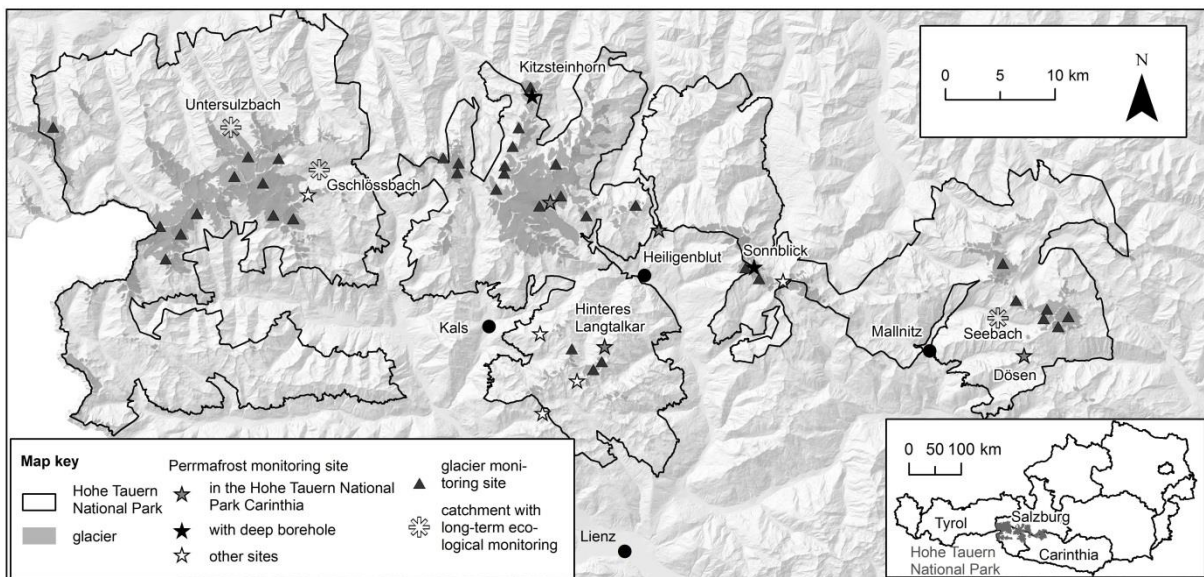 Kitzsteinhorn
0 5 10 km
N
Untersulzbach
Gschlössbach
Sonnblick
Heiligenblut
Hinteres
Langtalkar
Kals
Mallnitz
Seebach
Dösen
Lienz
Map key
Hohe Tauern
National Park
glacier
Perrmafrost monitoring site
in the Hohe Tauern National
Park Carinthia
with deep borehole
other sites
glacier moni-
toring site
catchment with
long-term eco-
logical monitoring
0 50 100 km
Tyrol
Salzburg
Carinthia
Hohe Tauern
National Park